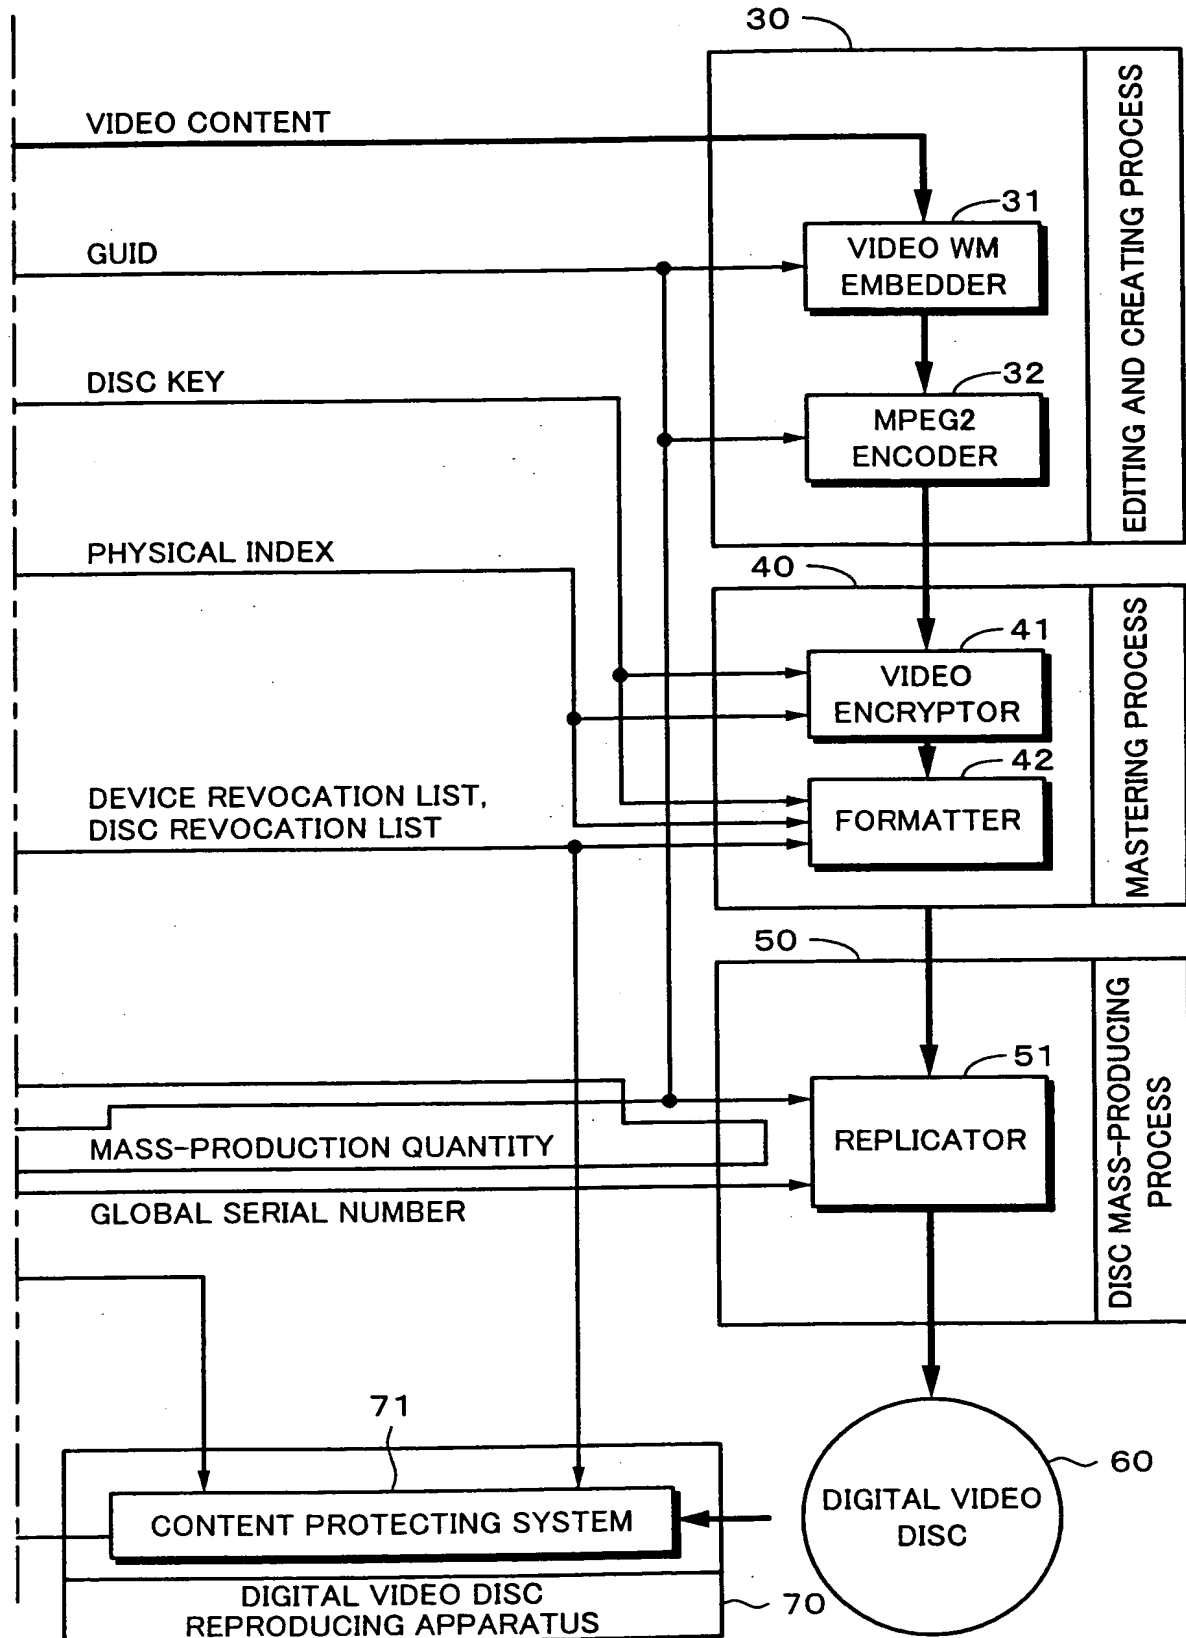 30
VIDEO CONTENT
EDITING AND CREATING PROCESS
31
VIDEO WM
EMBEDDER
GUID
32
DISC KEY
MPEG2
ENCODER
PHYSICAL INDEX
40
MASTERING PROCESS
41
VIDEO
ENCRYPTOR
42
DEVICE REVOCATION LIST,
DISC REVOCATION LIST
FORMATTER
50
DISC MASS-PRODUCING
PROCESS
51
REPLICATOR
MASS-PRODUCTION QUANTITY
GLOBAL SERIAL NUMBER
71
60
CONTENT PROTECTING SYSTEM
DIGITAL VIDEO
DISC
DIGITAL VIDEO DISC
REPRODUCING APPARATUS
70